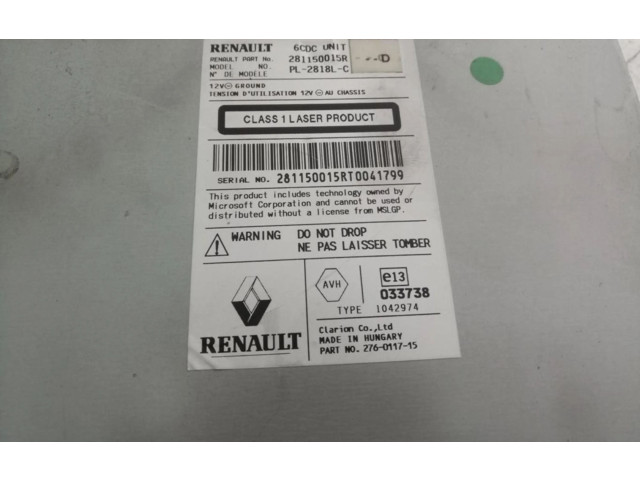 RENAULT 6CDC UNIT
RENAULT PART No. 281150015R
MODEL NO. PL-2818L-C
N° DE MODÈLE
12V⊖ GROUND
TENSION D'UTILISATION 12V ⊖ AU CHASSIS
CLASS 1 LASER PRODUCT
SERIAL NO. 281150015RT0041799
This product includes technology owned by
Microsoft Corporation and cannot be used or
distributed without a license from MSLGP.
WARNING DO NOT DROP
NE PAS LAISSER TOMBER
AVH e13
033738
TYPE 1042974
RENAULT
Clarion Co.,Ltd
MADE IN HUNGARY
PART NO. 276-0117-15